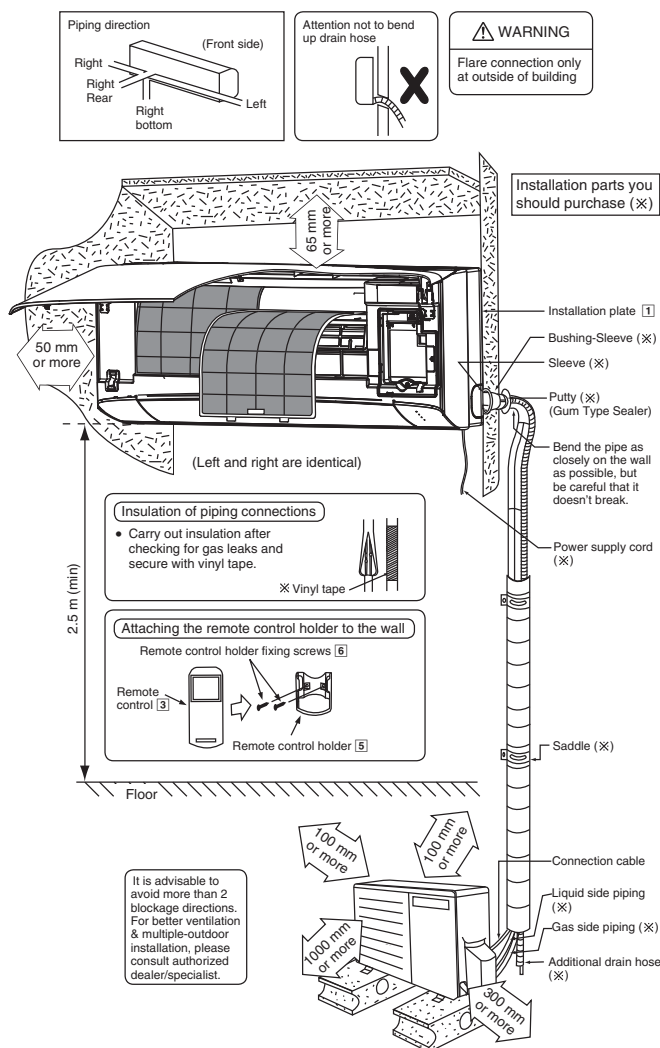 Piping direction
(Front side)
Right
Right
Rear
Right
bottom
Left
Attention not to bend
up drain hose
⚠ WARNING
Flare connection only
at outside of building
Installation parts you
should purchase (※)
65 mm
or more
50 mm
or more
Installation plate 1
Bushing-Sleeve (※)
Sleeve (※)
Putty (※)
(Gum Type Sealer)
Bend the pipe as
closely on the wall
as possible, but
be careful that it
doesn't break.
Power supply cord
(※)
(Left and right are identical)
2.5 m (min)
Insulation of piping connections
• Carry out insulation after
checking for gas leaks and
secure with vinyl tape.
※ Vinyl tape
Attaching the remote control holder to the wall
Remote control holder fixing screws 6
Remote
control 3
Remote control holder 5
Floor
Saddle (※)
100 mm
or more
100 mm
or more
1000 mm
or more
300 mm
or more
It is advisable to
avoid more than 2
blockage directions.
For better ventilation
& multiple-outdoor
installation, please
consult authorized
dealer/specialist.
Connection cable
Liquid side piping
(※)
Gas side piping (※)
Additional drain hose
(※)